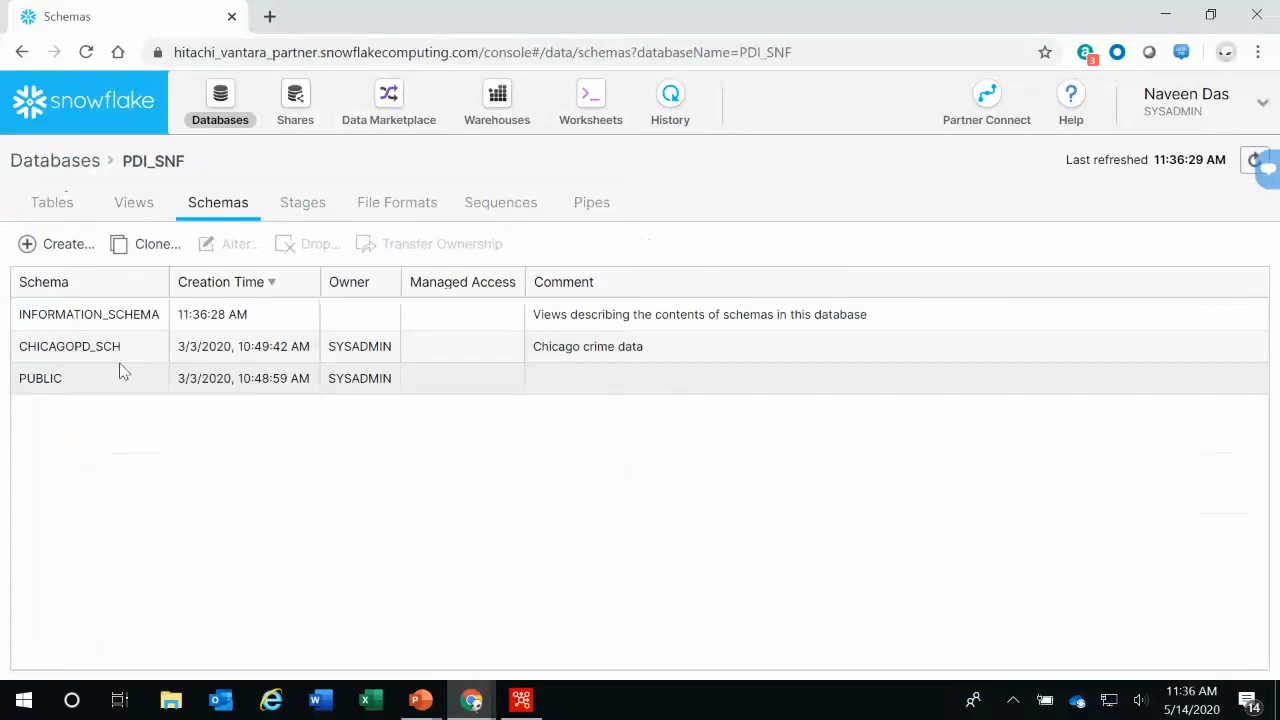 Schemas
hitachi_vantara_partner.snowflakecomputing.com/console#/data/schemas?databaseName=PDI_SNF
a
3
snowflake
Databases
Shares
Data Marketplace
Warehouses
Worksheets
History
Partner Connect
Help
Naveen Das
SYSADMIN
Databases > PDI_SNF
Last refreshed 11:36:29 AM
Tables Views Schemas Stages File Formats Sequences Pipes
Create... Clone... Alter... Drop... Transfer Ownership
Schema Creation Time Owner Managed Access Comment
INFORMATION_SCHEMA 11:36:28 AM Views describing the contents of schemas in this database
CHICAGOPD_SCH 3/3/2020, 10:49:42 AM SYSADMIN Chicago crime data
PUBLIC 3/3/2020, 10:48:59 AM SYSADMIN
11:36 AM
5/14/2020
14